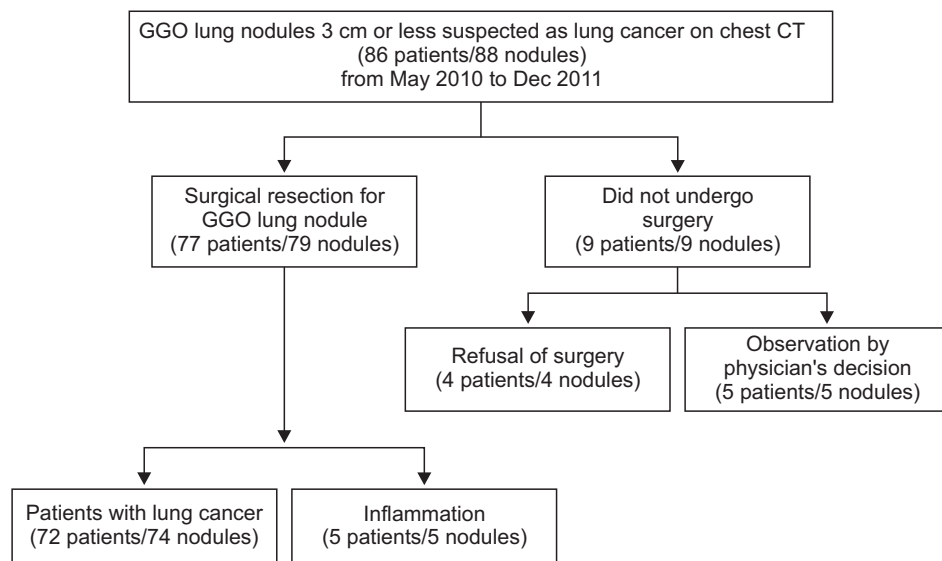 GGO lung nodules 3 cm or less suspected as lung cancer on chest CT
(86 patients/88 nodules)
from May 2010 to Dec 2011
Surgical resection for
GGO lung nodule
(77 patients/79 nodules)
Did not undergo
surgery
(9 patients/9 nodules)
Refusal of surgery
(4 patients/4 nodules)
Observation by
physician's decision
(5 patients/5 nodules)
Patients with lung cancer
(72 patients/74 nodules)
Inflammation
(5 patients/5 nodules)